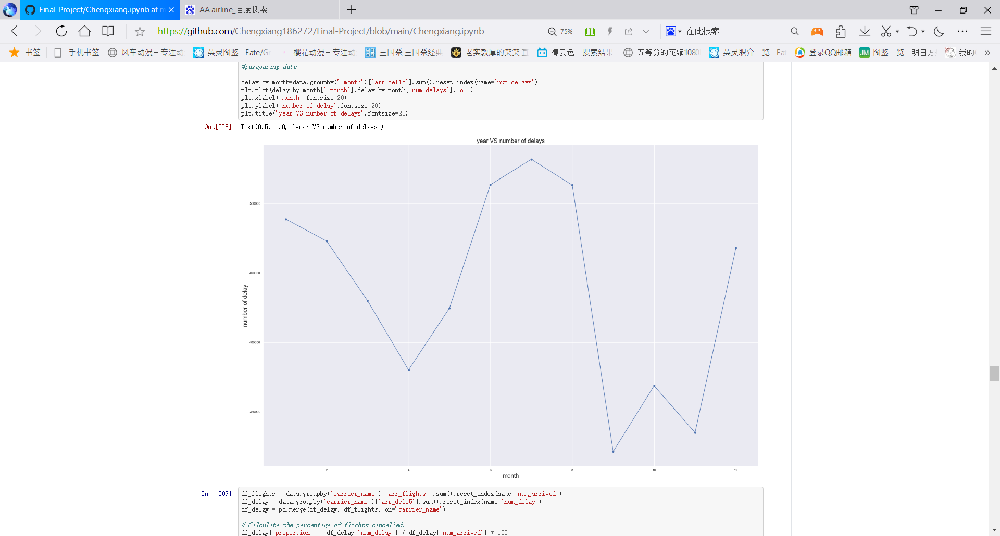 Final-Project/Chengxiang.ipynb at m
AA airline_百度搜索
https://github.com/Chengxiang186272/Final-Project/blob/main/Chengxiang.ipynb
75%
在此搜索
书签
手机书签
风车动漫 – 专注动
英灵图鉴 - Fate/G
樱花动漫 – 专注动
三国杀 三国杀经典
老实敦厚的笑笑 直
德云色 - 搜索结果
五等分的花嫁1080
英灵职介一览 - Fa
登录QQ邮箱
JM
图鉴一览 - 明日方
我的
#pareparing data
delay_by_month=data.groupby(' month')['arr_del15'].sum().reset_index(name='num_delays')
plt.plot(delay_by_month[' month'],delay_by_month['num_delays'],'o-')
plt.xlabel('month',fontsize=20)
plt.ylabel('number of delay',fontsize=20)
plt.title('year VS number of delays',fontsize=20)
Out[508]: Text(0.5, 1.0, 'year VS number of delays')
year VS number of delays
500000
450000
400000
350000
number of delay
2 4 6 8 10 12
month
In [509]: df_flights = data.groupby('carrier_name')['arr_flights'].sum().reset_index(name='num_arrived')
df_delay = data.groupby('carrier_name')['arr_del15'].sum().reset_index(name='num_delay')
df_delay = pd.merge(df_delay, df_flights, on='carrier_name')
# Calculate the percentage of flights cancelled.
df_delay['proportion'] = df_delay['num_delay'] / df_delay['num_arrived'] * 100